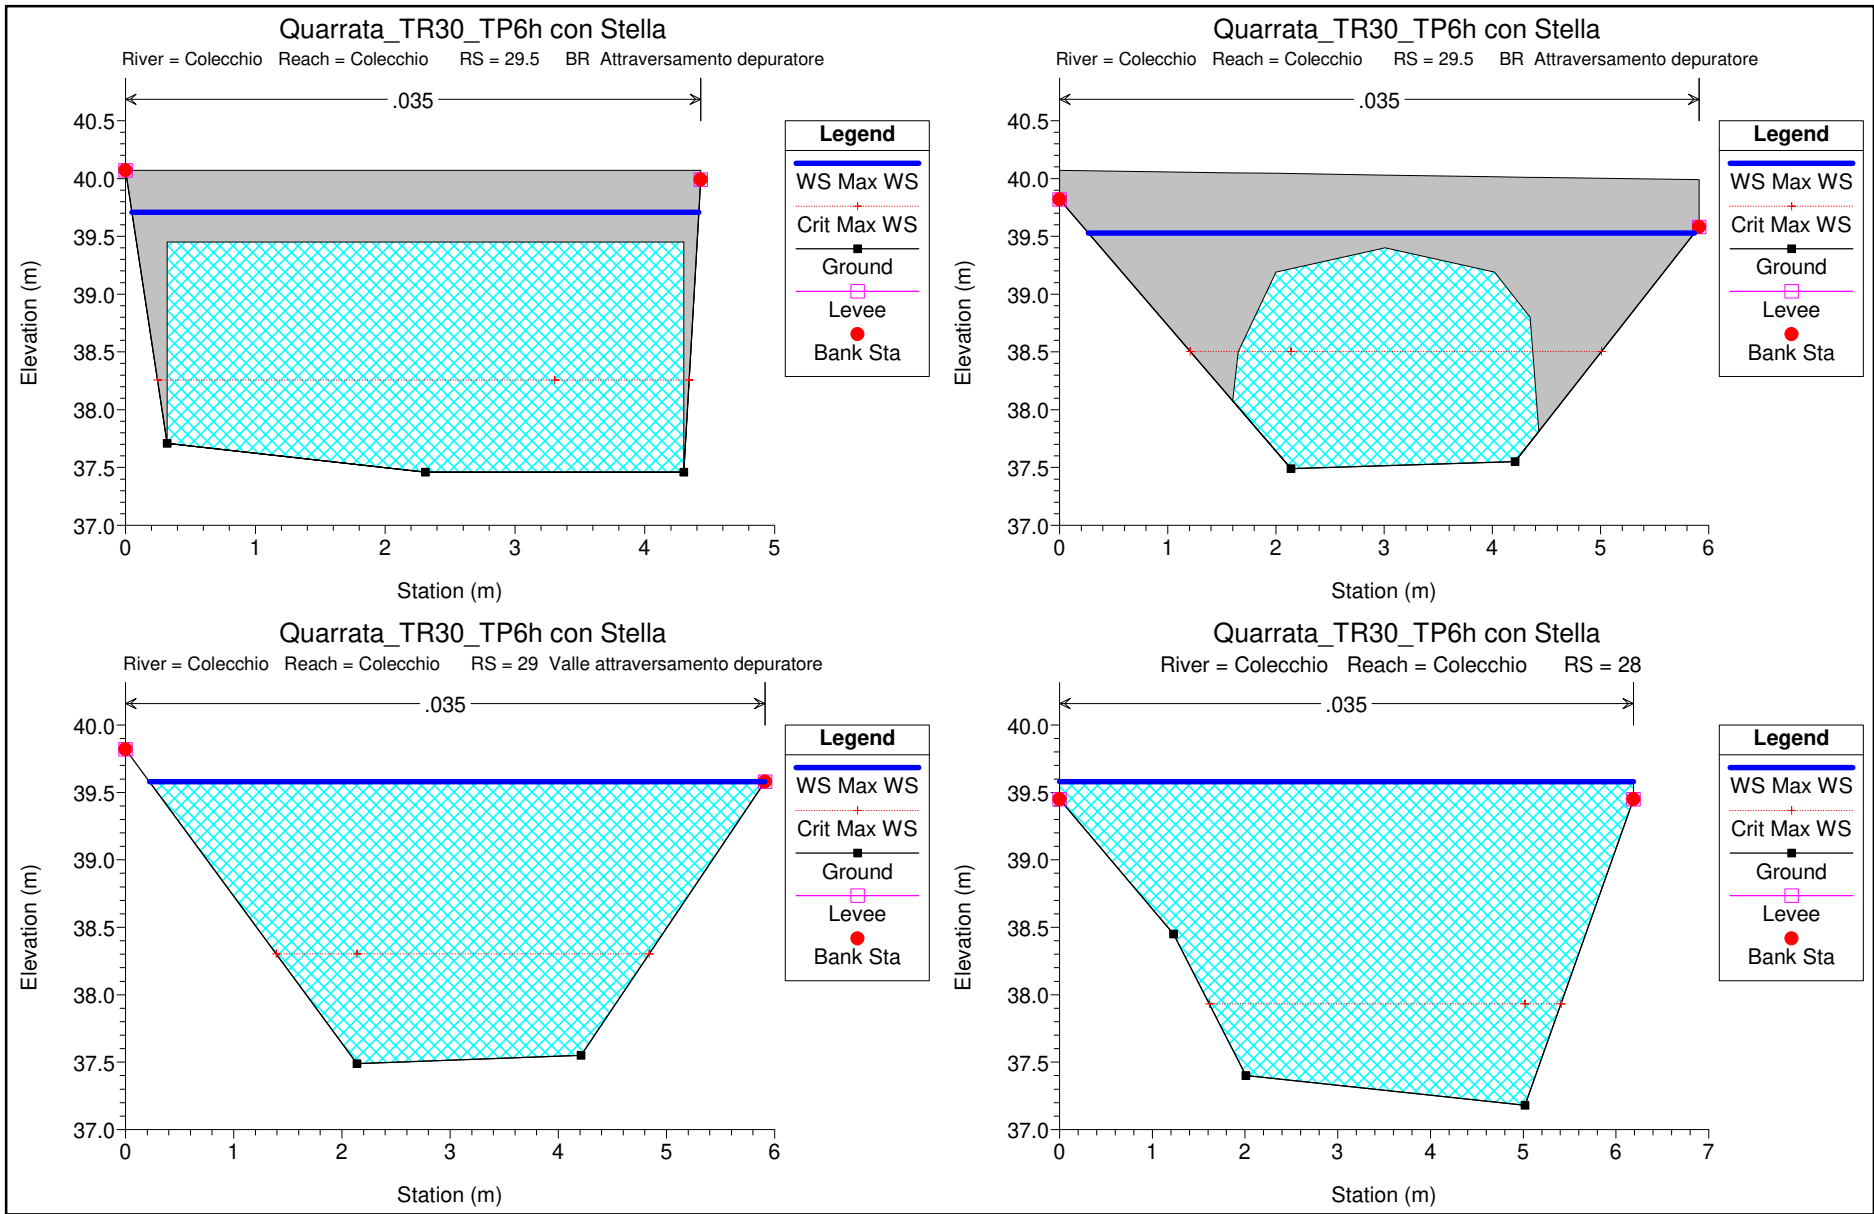 Quarrata_TR30_TP6h con Stella
River = Colecchio Reach = Colecchio RS = 29.5 BR Attraversamento depuratore
.035
40.5
40.0
39.5
39.0
38.5
38.0
37.5
37.0
0 1 2 3 4 5
Station (m)
Elevation (m)
Legend
WS Max WS
Crit Max WS
Ground
Levee
Bank Sta
Quarrata_TR30_TP6h con Stella
River = Colecchio Reach = Colecchio RS = 29.5 BR Attraversamento depuratore
.035
40.5
40.0
39.5
39.0
38.5
38.0
37.5
37.0
0 1 2 3 4 5 6
Station (m)
Elevation (m)
Legend
WS Max WS
Crit Max WS
Ground
Levee
Bank Sta
Quarrata_TR30_TP6h con Stella
River = Colecchio Reach = Colecchio RS = 29 Valle attraversamento depuratore
.035
40.0
39.5
39.0
38.5
38.0
37.5
37.0
0 1 2 3 4 5 6
Station (m)
Elevation (m)
Legend
WS Max WS
Crit Max WS
Ground
Levee
Bank Sta
Quarrata_TR30_TP6h con Stella
River = Colecchio Reach = Colecchio RS = 28
.035
40.0
39.5
39.0
38.5
38.0
37.5
37.0
0 1 2 3 4 5 6 7
Station (m)
Elevation (m)
Legend
WS Max WS
Crit Max WS
Ground
Levee
Bank Sta